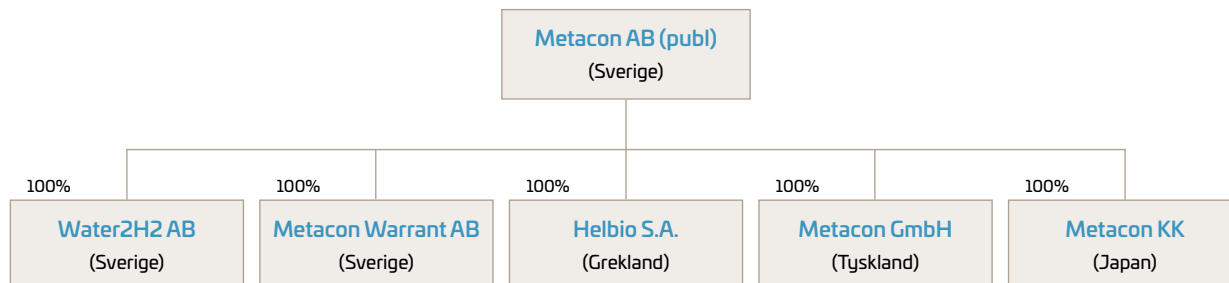 Metacon AB (publ)
(Sverige)
100%
100%
100%
100%
100%
Water2H2 AB
(Sverige)
Metacon Warrant AB
(Sverige)
Helbio S.A.
(Grekland)
Metacon GmbH
(Tyskland)
Metacon KK
(Japan)